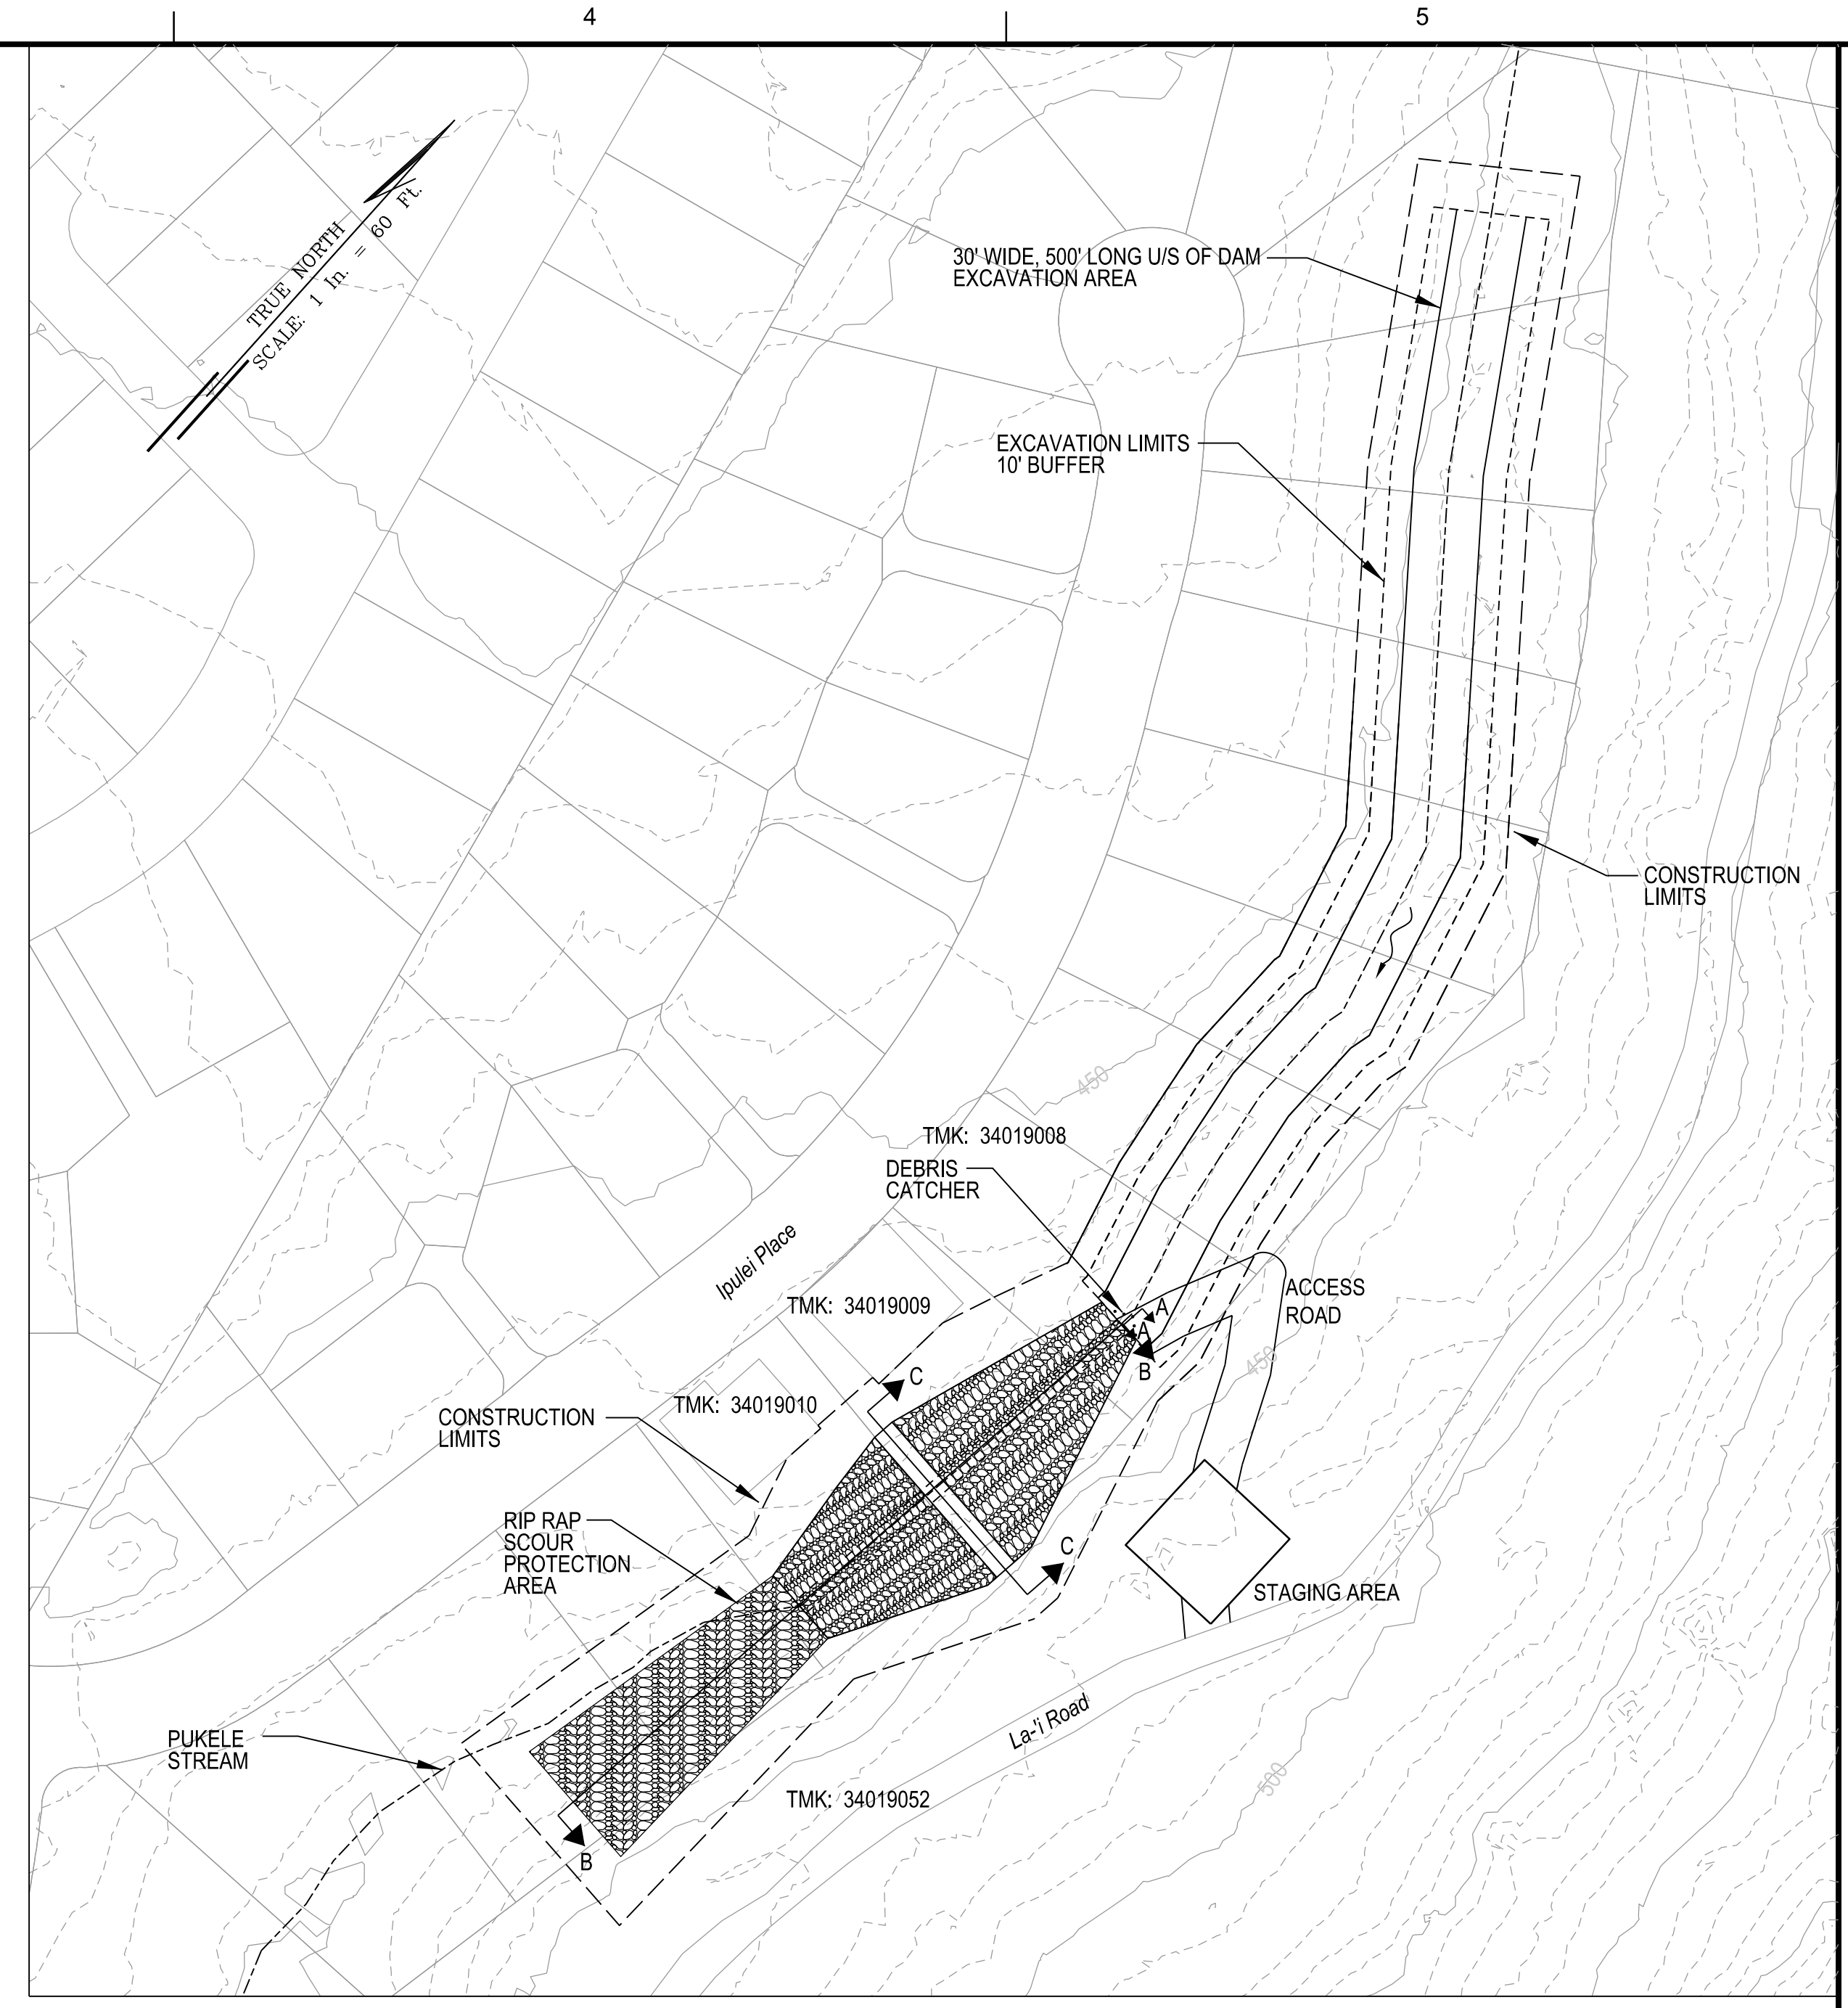 4
5
TRUE NORTH
SCALE: 1 In. = 60 Ft.
30' WIDE, 500' LONG U/S OF DAM
EXCAVATION AREA
EXCAVATION LIMITS
10' BUFFER
CONSTRUCTION
LIMITS
450
TMK: 34019008
DEBRIS
CATCHER
Ipulei Place
TMK: 34019009
A
A
B
ACCESS
ROAD
450
C
TMK: 34019010
CONSTRUCTION
LIMITS
RIP RAP
SCOUR
PROTECTION
AREA
C
STAGING AREA
La-'i Road
PUKELE
STREAM
500
TMK: 34019052
B